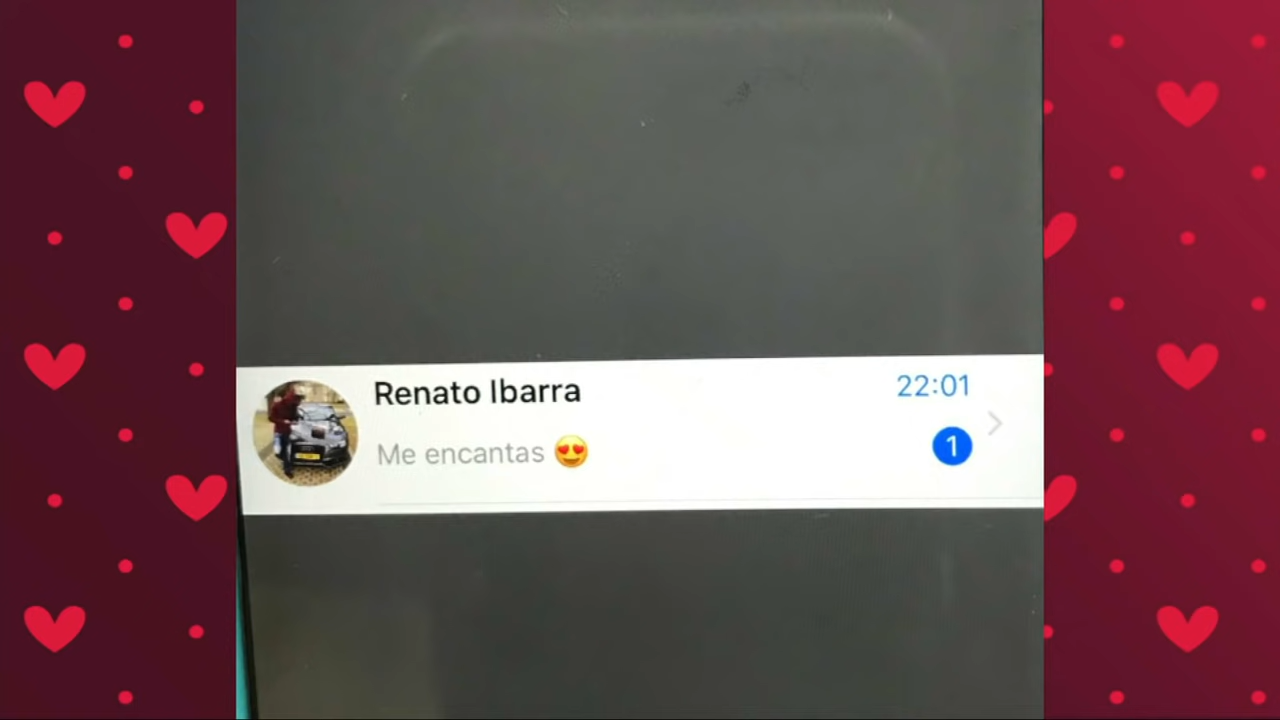 Renato Ibarra
22:01
Me encantas 😍
1